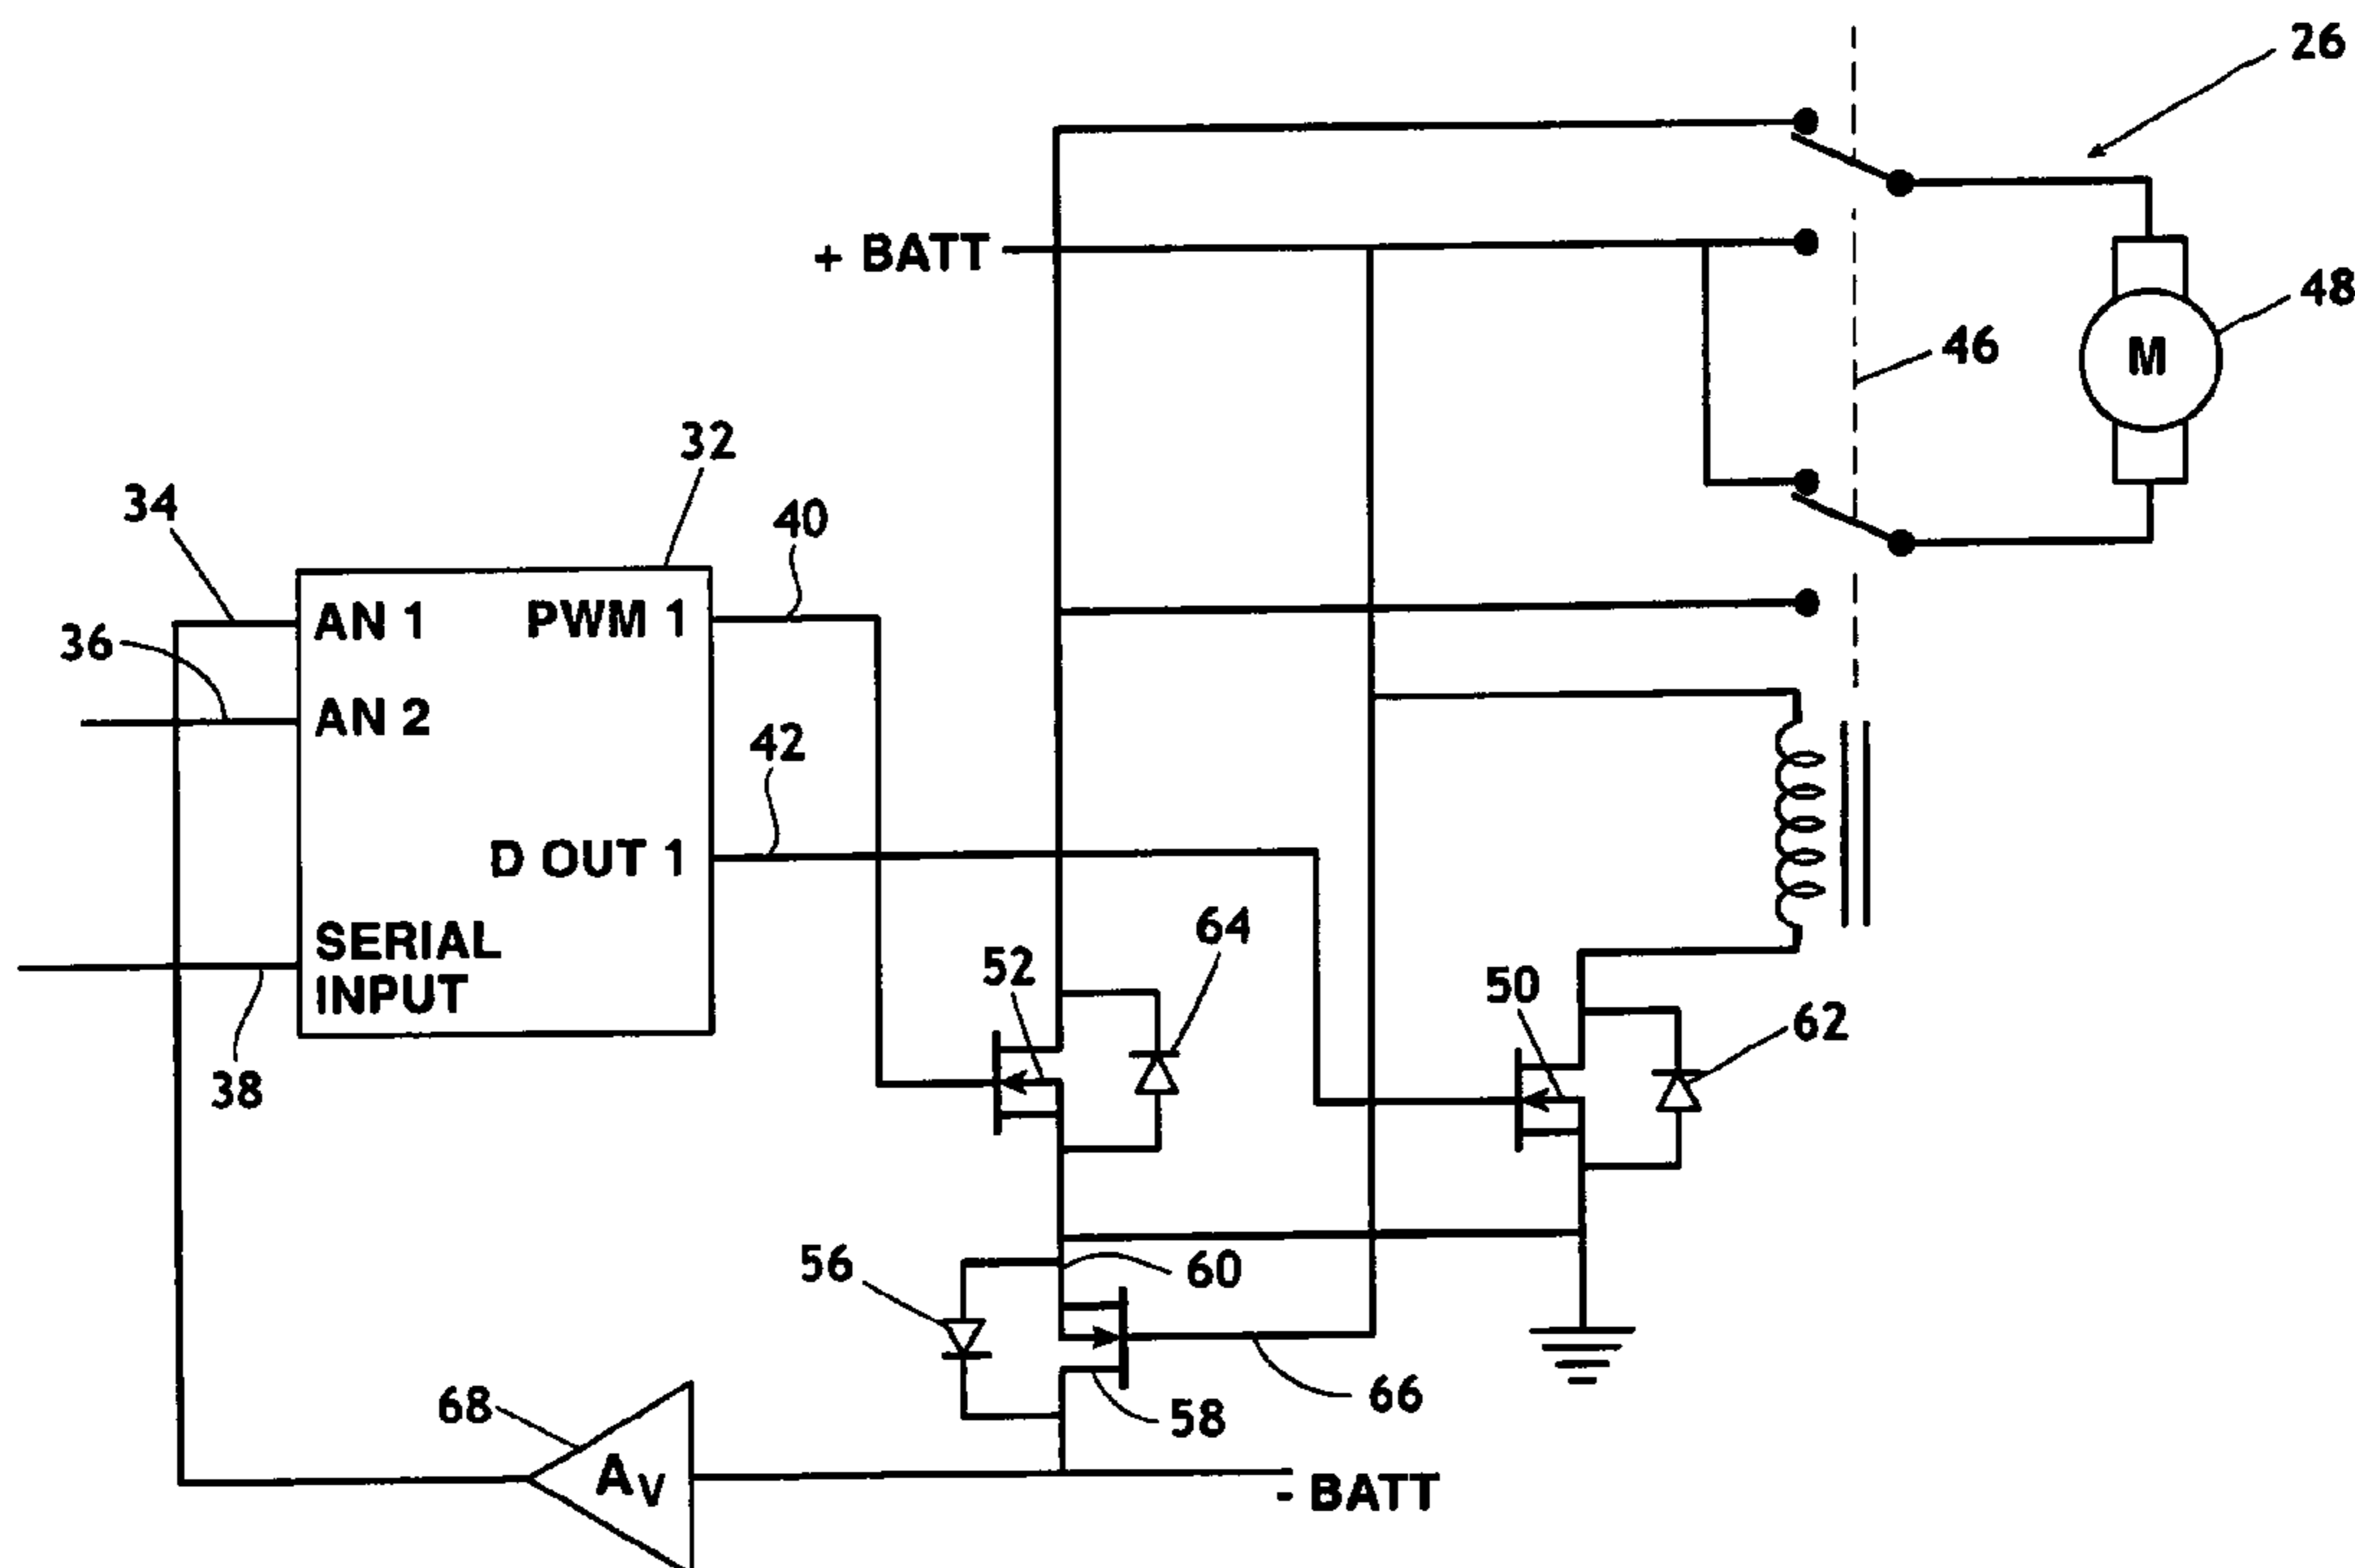 26
+ BATT
48
M
46
32
34
40
AN 1
PWM 1
36
AN 2
42
D OUT 1
64
SERIAL
INPUT
52
50
62
38
56
60
66
68
58
AV
- BATT